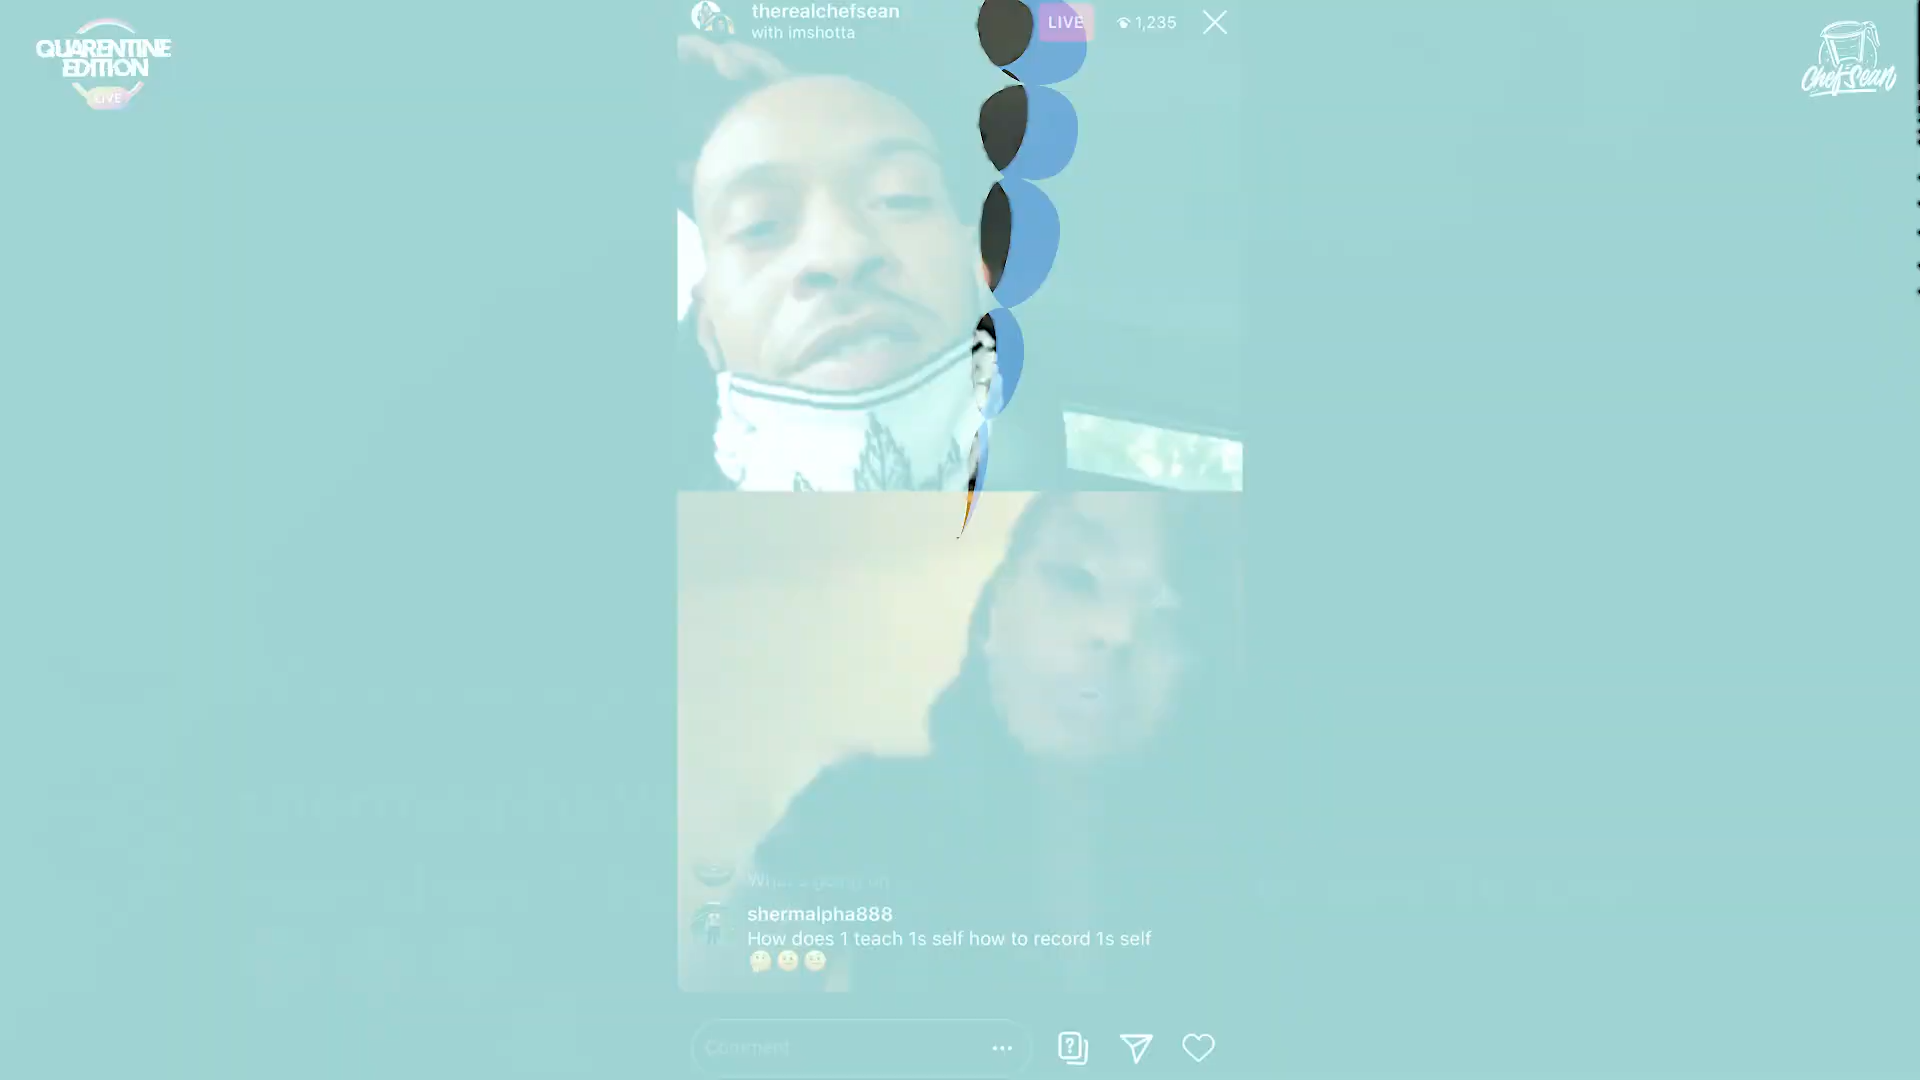 therealchefsean
with imshotta
LIVE
1,235
QUARENTINE
EDITION
LIVE
Chef Sean
shermalpha888
How does 1 teach 1s self how to record 1s self
Comment